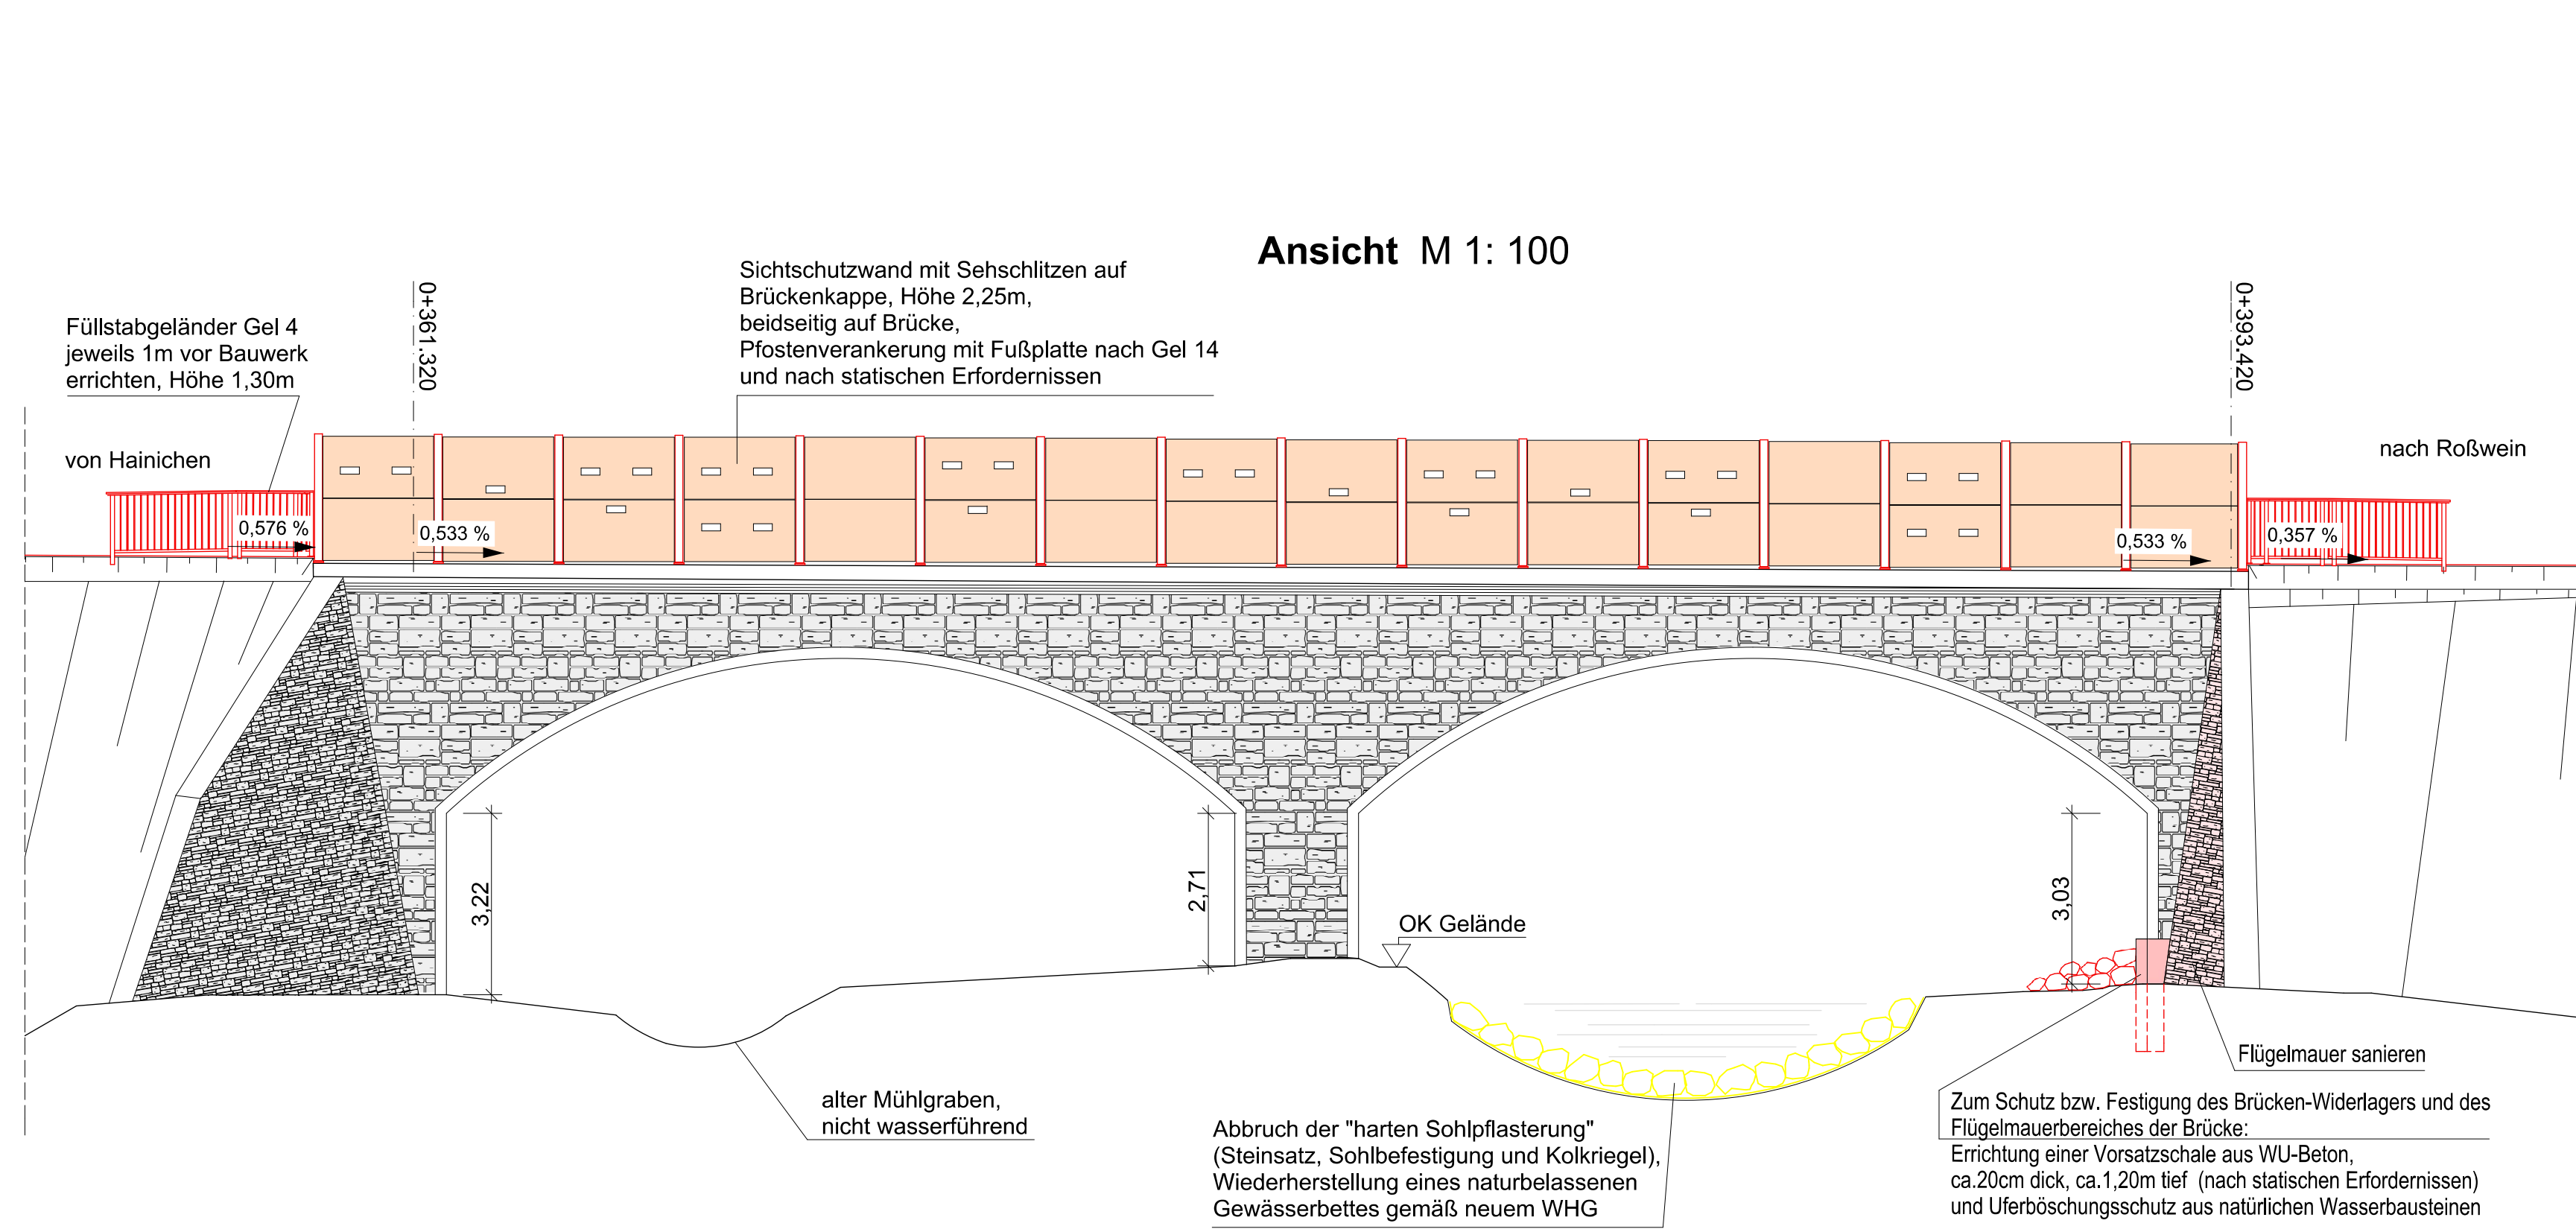 Ansicht M 1: 100
Sichtschutzwand mit Sehschlitzen auf
Brückenkappe, Höhe 2,25m,
beidseitig auf Brücke,
Pfostenverankerung mit Fußplatte nach Gel 14
und nach statischen Erfordernissen
0+361.320
0+393.420
Füllstabgeländer Gel 4
jeweils 1m vor Bauwerk
errichten, Höhe 1,30m
von Hainichen
nach Roßwein
0,576 %
0,533 %
0,533 %
0,357 %
3,22
2,71
3,03
OK Gelände
Flügelmauer sanieren
alter Mühlgraben,
nicht wasserführend
Abbruch der "harten Sohlpflasterung"
(Steinsatz, Sohlbefestigung und Kolkriegel),
Wiederherstellung eines naturbelassenen
Gewässerbettes gemäß neuem WHG
Zum Schutz bzw. Festigung des Brücken-Widerlagers und des
Flügelmauerbereiches der Brücke:
Errichtung einer Vorsatzschale aus WU-Beton,
ca.20cm dick, ca.1,20m tief (nach statischen Erfordernissen)
und Uferböschungsschutz aus natürlichen Wasserbausteinen